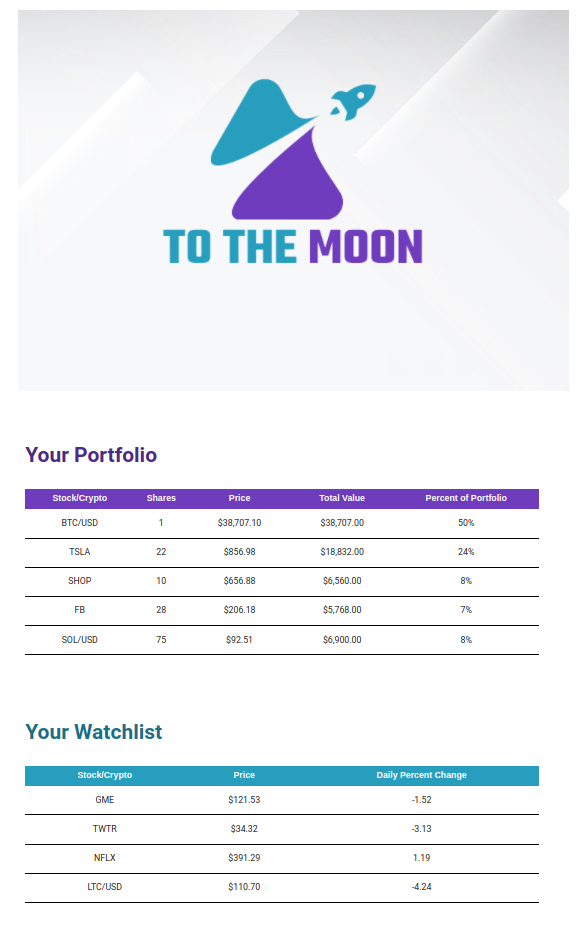 TO THE MOON
Your Portfolio
Stock/Crypto Shares Price Total Value Percent of Portfolio
BTC/USD 1 $38,707.10 $38,707.00 50%
TSLA 22 $856.98 $18,832.00 24%
SHOP 10 $656.88 $6,560.00 8%
FB 28 $206.18 $5,768.00 7%
SOL/USD 75 $92.51 $6,900.00 8%
Your Watchlist
Stock/Crypto Price Daily Percent Change
GME $121.53 -1.52
TWTR $34.32 -3.13
NFLX $391.29 1.19
LTC/USD $110.70 -4.24